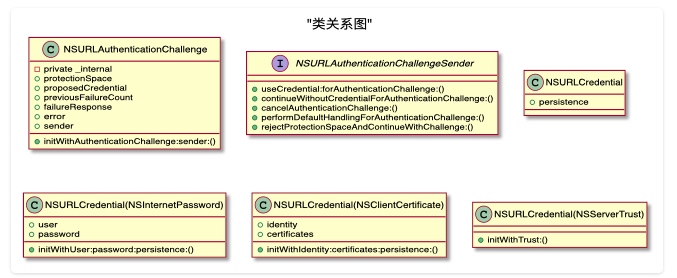 "类关系图"
C NSURLAuthenticationChallenge
private _internal
protectionSpace
proposedCredential
previousFailureCount
failureResponse
error
sender
initWithAuthenticationChallenge:sender:()
I NSURLAuthenticationChallengeSender
useCredential:forAuthenticationChallenge:()
continueWithoutCredentialForAuthenticationChallenge:()
cancelAuthenticationChallenge:()
performDefaultHandlingForAuthenticationChallenge:()
rejectProtectionSpaceAndContinueWithChallenge:()
C NSURLCredential
persistence
C NSURLCredential(NSInternetPassword)
user
password
initWithUser:password:persistence:()
C NSURLCredential(NSClientCertificate)
identity
certificates
initWithIdentity:certificates:persistence:()
C NSURLCredential(NSServerTrust)
initWithTrust:()